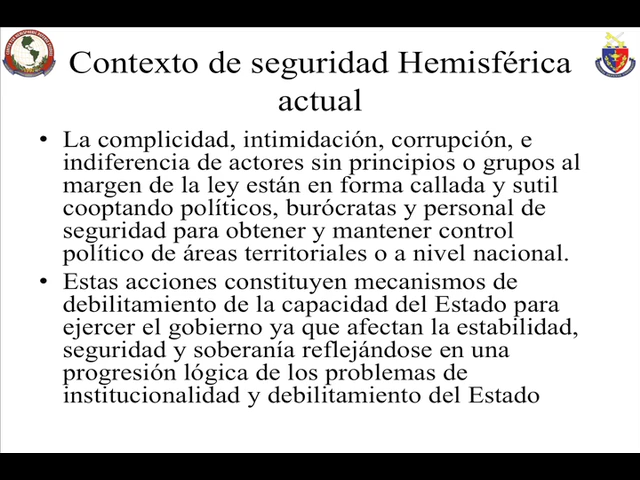 Contexto de seguridad Hemisférica
actual
• La complicidad, intimidación, corrupción, e
indiferencia de actores sin principios o grupos al
margen de la ley están en forma callada y sutil
cooptando políticos, burócratas y personal de
seguridad para obtener y mantener control
político de áreas territoriales o a nivel nacional.
• Estas acciones constituyen mecanismos de
debilitamiento de la capacidad del Estado para
ejercer el gobierno ya que afectan la estabilidad,
seguridad y soberanía reflejándose en una
progresión lógica de los problemas de
institucionalidad y debilitamiento del Estado